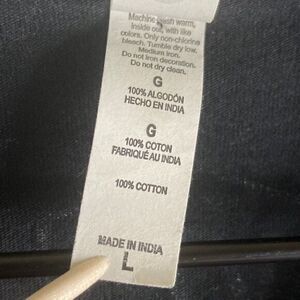 Machine wash warm,
inside out, with like
colors. Only non-chlorine
bleach. Tumble dry low.
Medium iron.
Do not iron decoration.
Do not dry clean.
G
100% ALGODÓN
HECHO EN INDIA
G
100% COTON
FABRIQUÉ AU INDIA
100% COTTON
MADE IN INDIA
L